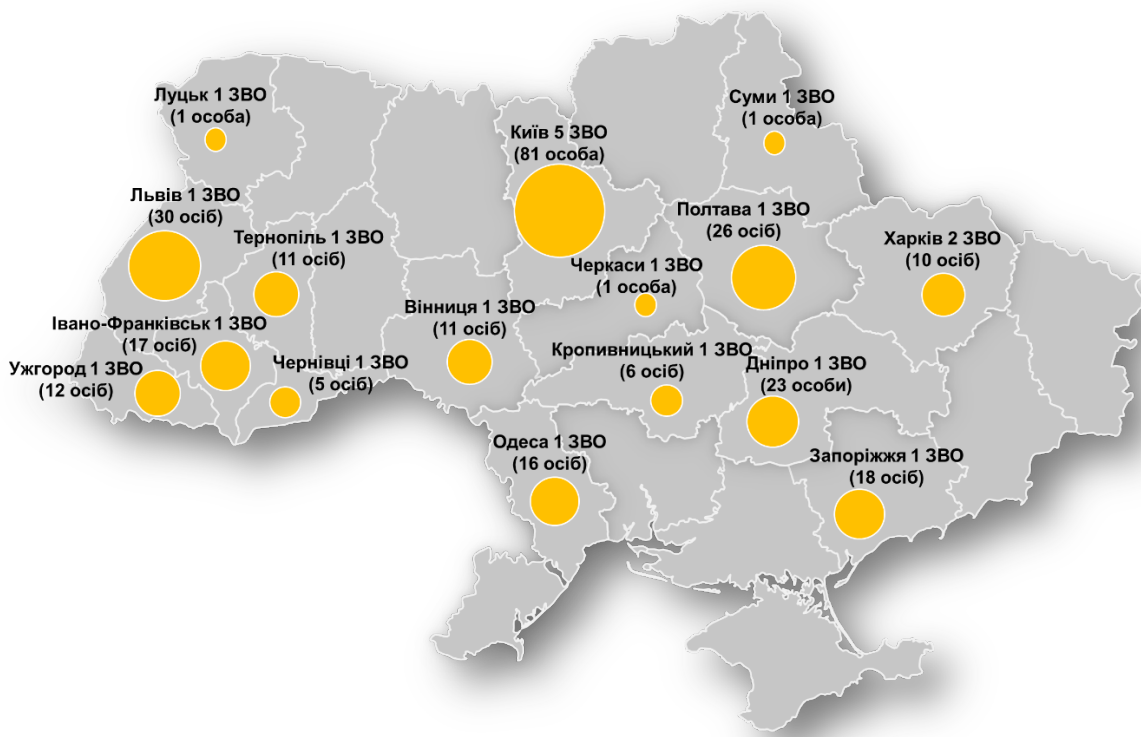 Луцьк 1 ЗВО
(1 особа)
Суми 1 ЗВО
(1 особа)
Київ 5 ЗВО
(81 особа)
Львів 1 ЗВО
(30 осіб)
Полтава 1 ЗВО
(26 осіб)
Тернопіль 1 ЗВО
(11 осіб)
Харків 2 ЗВО
(10 осіб)
Черкаси 1 ЗВО
(1 особа)
Вінниця 1 ЗВО
(11 осіб)
Івано-Франківськ 1 ЗВО
(17 осіб)
Кропивницький 1 ЗВО
(6 осіб)
Ужгород 1 ЗВО
(12 осіб)
Чернівці 1 ЗВО
(5 осіб)
Дніпро 1 ЗВО
(23 особи)
Одеса 1 ЗВО
(16 осіб)
Запоріжжя 1 ЗВО
(18 осіб)